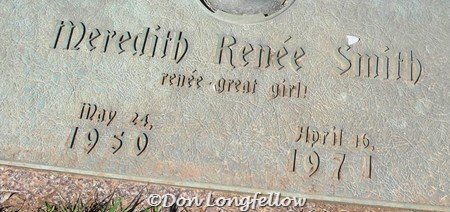 Meredith Renée Smith
renée - great girl!
May 24,
1959
April 16,
1971
©Don Longfellow